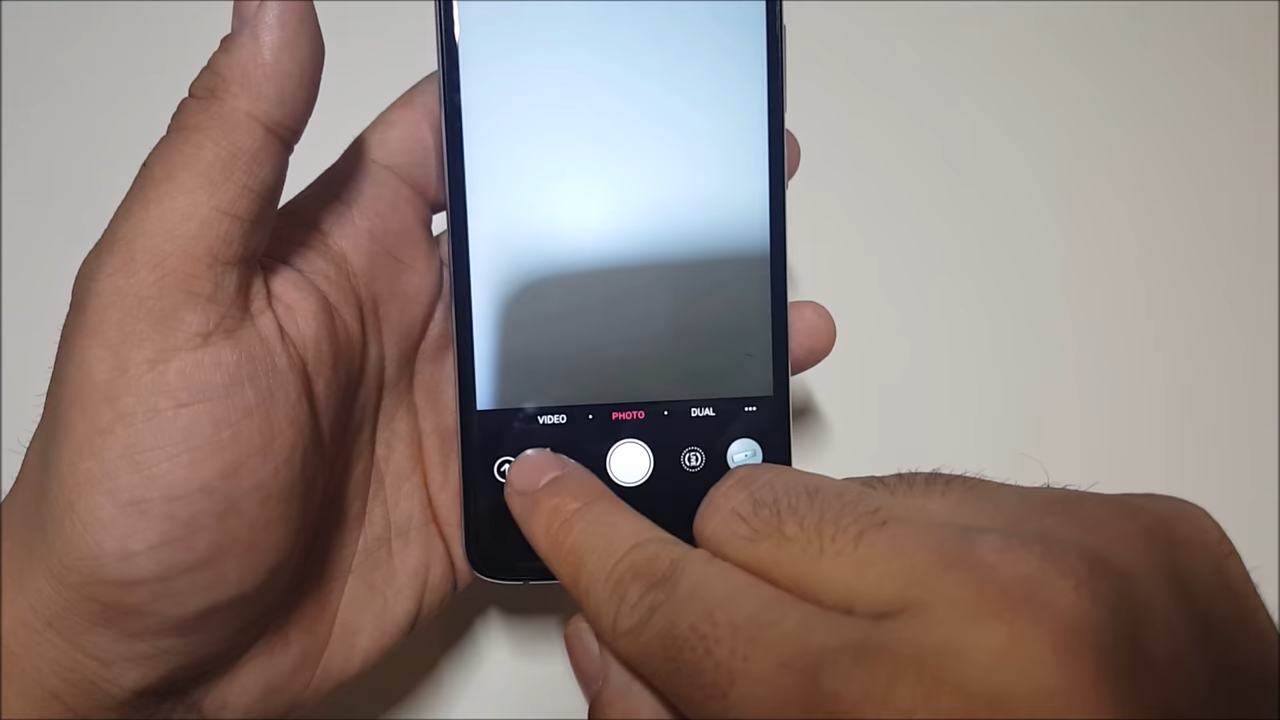 VIDEO • PHOTO • DUAL •••